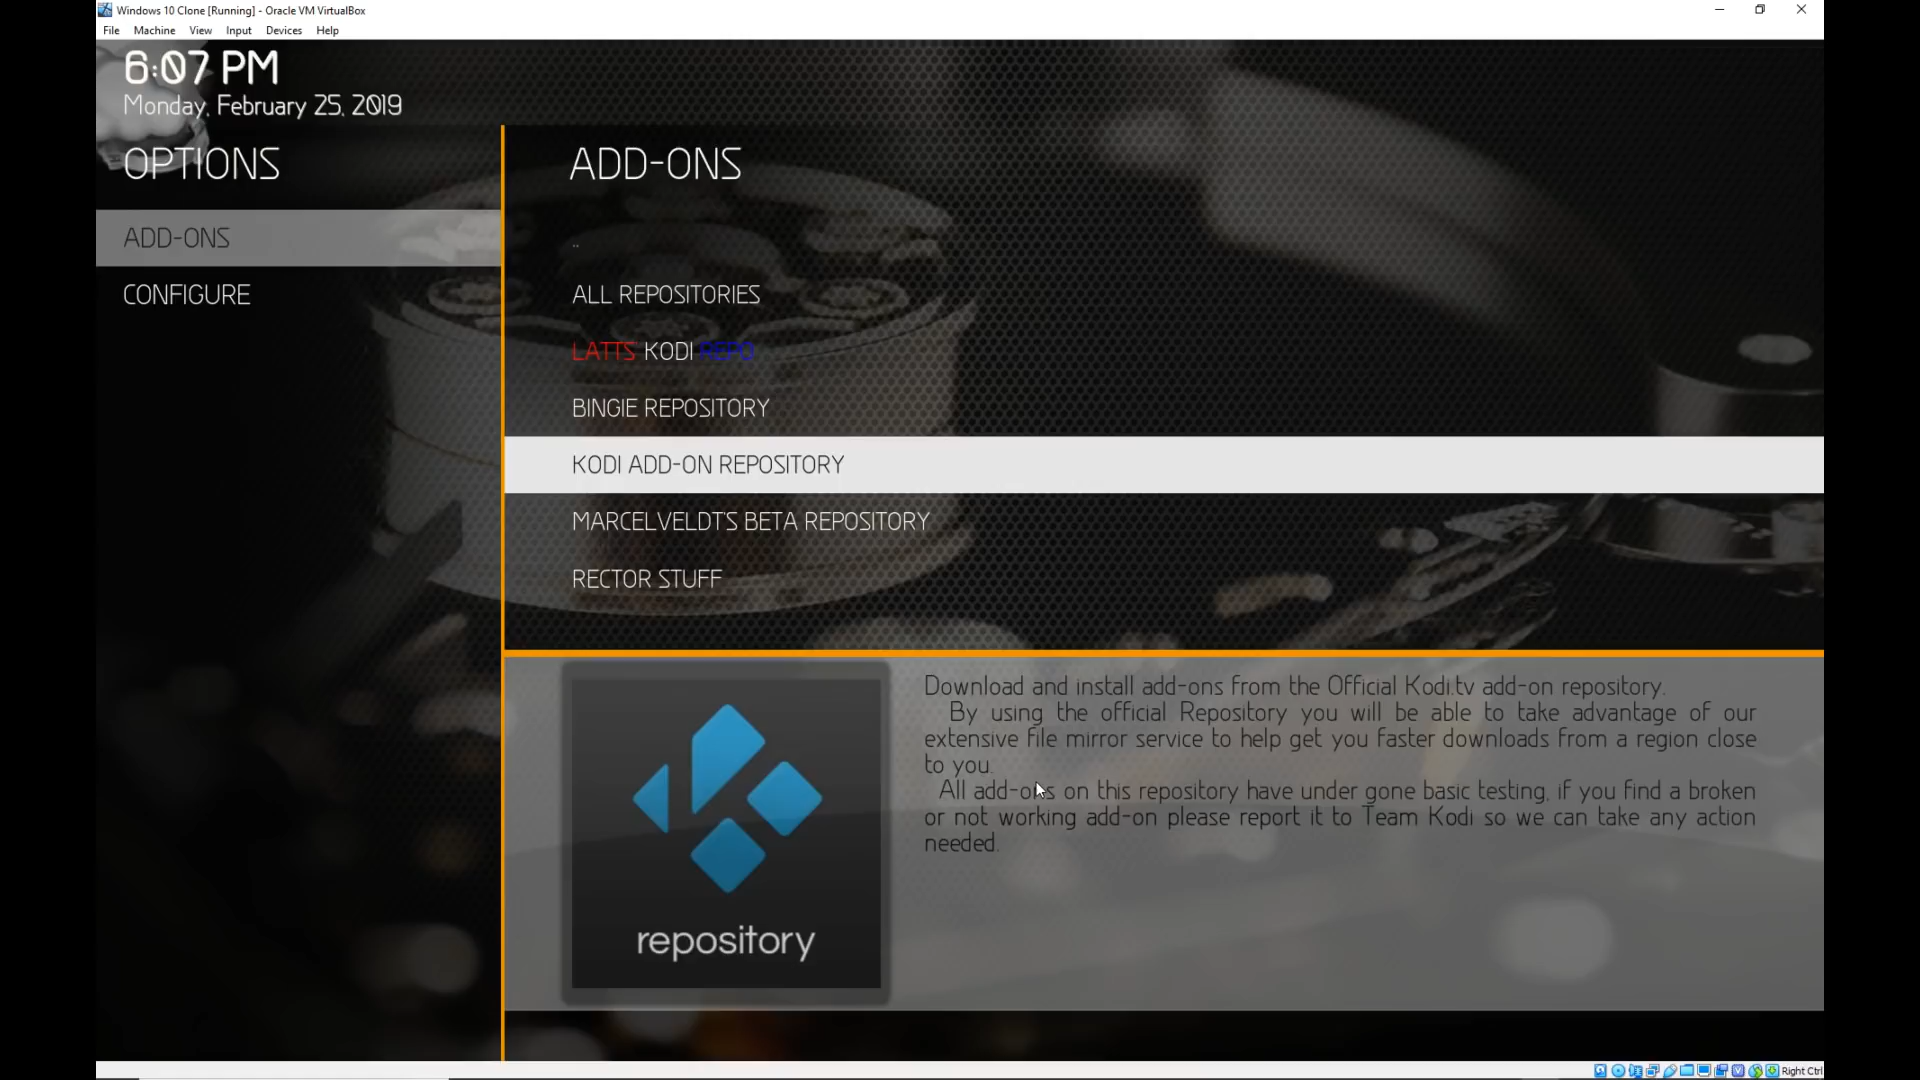 Windows 10 Clone [Running] - Oracle VM VirtualBox
File Machine View Input Devices Help
6:07 PM
Monday, February 25, 2019
OPTIONS
ADD-ONS
CONFIGURE
ADD-ONS
..
ALL REPOSITORIES
LATTS KODI REPO
BINGIE REPOSITORY
KODI ADD-ON REPOSITORY
MARCELVELDT'S BETA REPOSITORY
RECTOR STUFF
repository
Download and install add-ons from the Official Kodi.tv add-on repository.
By using the official Repository you will be able to take advantage of our
extensive file mirror service to help get you faster downloads from a region close
to you.
All add-ons on this repository have under gone basic testing, if you find a broken
or not working add-on please report it to Team Kodi so we can take any action
needed.
Right Ctrl